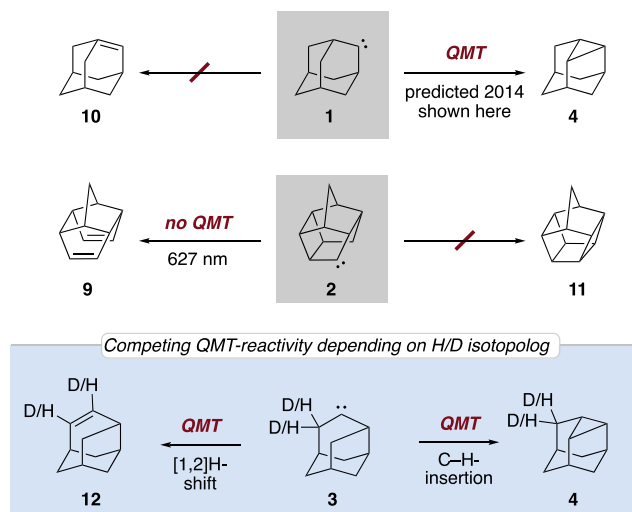 QMT
predicted 2014
shown here
10
1
4
no QMT
627 nm
9
2
11
Competing QMT-reactivity depending on H/D isotopolog
D/H
D/H
QMT
[1,2]H-
shift
D/H
D/H
QMT
C–H-
insertion
D/H
D/H
12
3
4